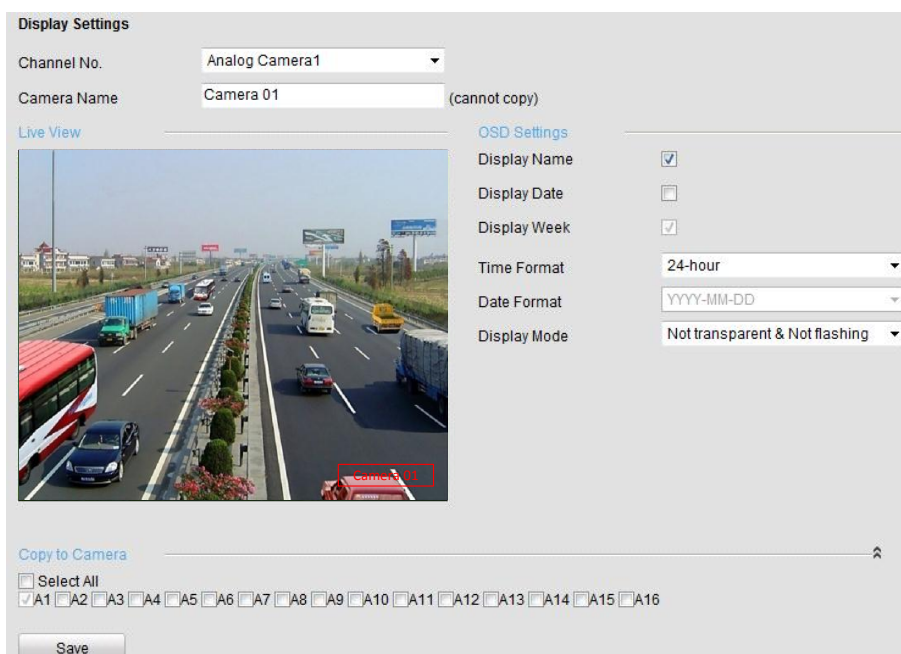 Display Settings
Channel No. Analog Camera1
Camera Name Camera 01 (cannot copy)
Live View
Camera 01
OSD Settings
Display Name
Display Date
Display Week
Time Format 24-hour
Date Format YYYY-MM-DD
Display Mode Not transparent & Not flashing
Copy to Camera
Select All
A1 A2 A3 A4 A5 A6 A7 A8 A9 A10 A11 A12 A13 A14 A15 A16
Save